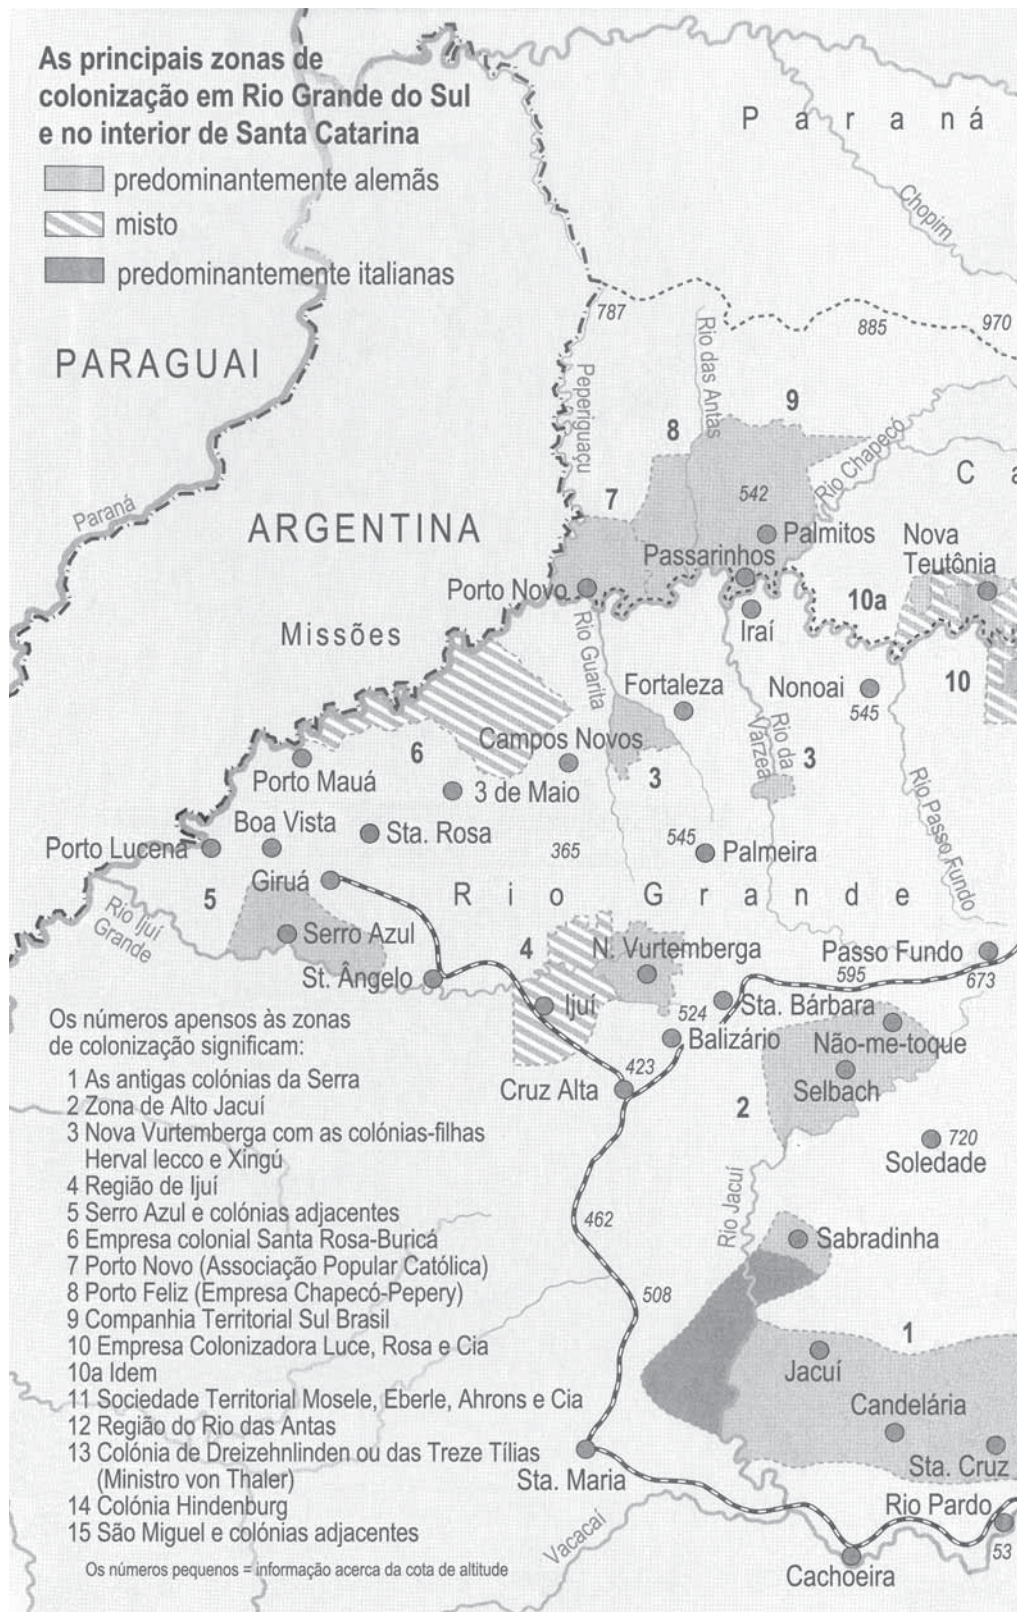 As principais zonas de
colonização em Rio Grande do Sul
e no interior de Santa Catarina
predominantemente alemãs
misto
predominantemente italianas
P a r a ná
Chopim
787
885
970
Rio das Antas
PARAGUAI
Peperiguaçu
9
8
Rio Chapecó
C a
7
542
Paraná
ARGENTINA
Palmitos
Nova
Teutônia
Passarinhos
Porto Novo
10a
Iraí
Missões
Rio Guarita
Fortaleza
Nonoai
545
10
Campos Novos
6
3
Rio da
Várzea
3
Porto Mauá
3 de Maio
Rio Passo Fundo
Boa Vista
Sta. Rosa
Porto Lucena
365
545
Palmeira
Giruá
5
R i o G r a n d e
Rio Ijuí
Grande
Serro Azul
4
N. Vurtemberga
Passo Fundo
St. Ângelo
595
673
Ijuí
524
Sta. Bárbara
Balizário
Não-me-toque
423
Selbach
Cruz Alta
2
720
Soledade
Rio Jacuí
462
Sabradinha
508
1
Jacuí
Candelária
Sta. Maria
Sta. Cruz
Rio Pardo
Vacacaí
53
Cachoeira
Os números apensos às zonas
de colonização significam:
1 As antigas colónias da Serra
2 Zona de Alto Jacuí
3 Nova Vurtemberga com as colónias-filhas
Herval lecco e Xingú
4 Região de Ijuí
5 Serro Azul e colónias adjacentes
6 Empresa colonial Santa Rosa-Buricá
7 Porto Novo (Associação Popular Católica)
8 Porto Feliz (Empresa Chapecó-Pepery)
9 Companhia Territorial Sul Brasil
10 Empresa Colonizadora Luce, Rosa e Cia
10a Idem
11 Sociedade Territorial Mosele, Eberle, Ahrons e Cia
12 Região do Rio das Antas
13 Colónia de Dreizehnlinden ou das Treze Tílias
(Ministro von Thaler)
14 Colónia Hindenburg
15 São Miguel e colónias adjacentes
Os números pequenos = informação acerca da cota de altitude